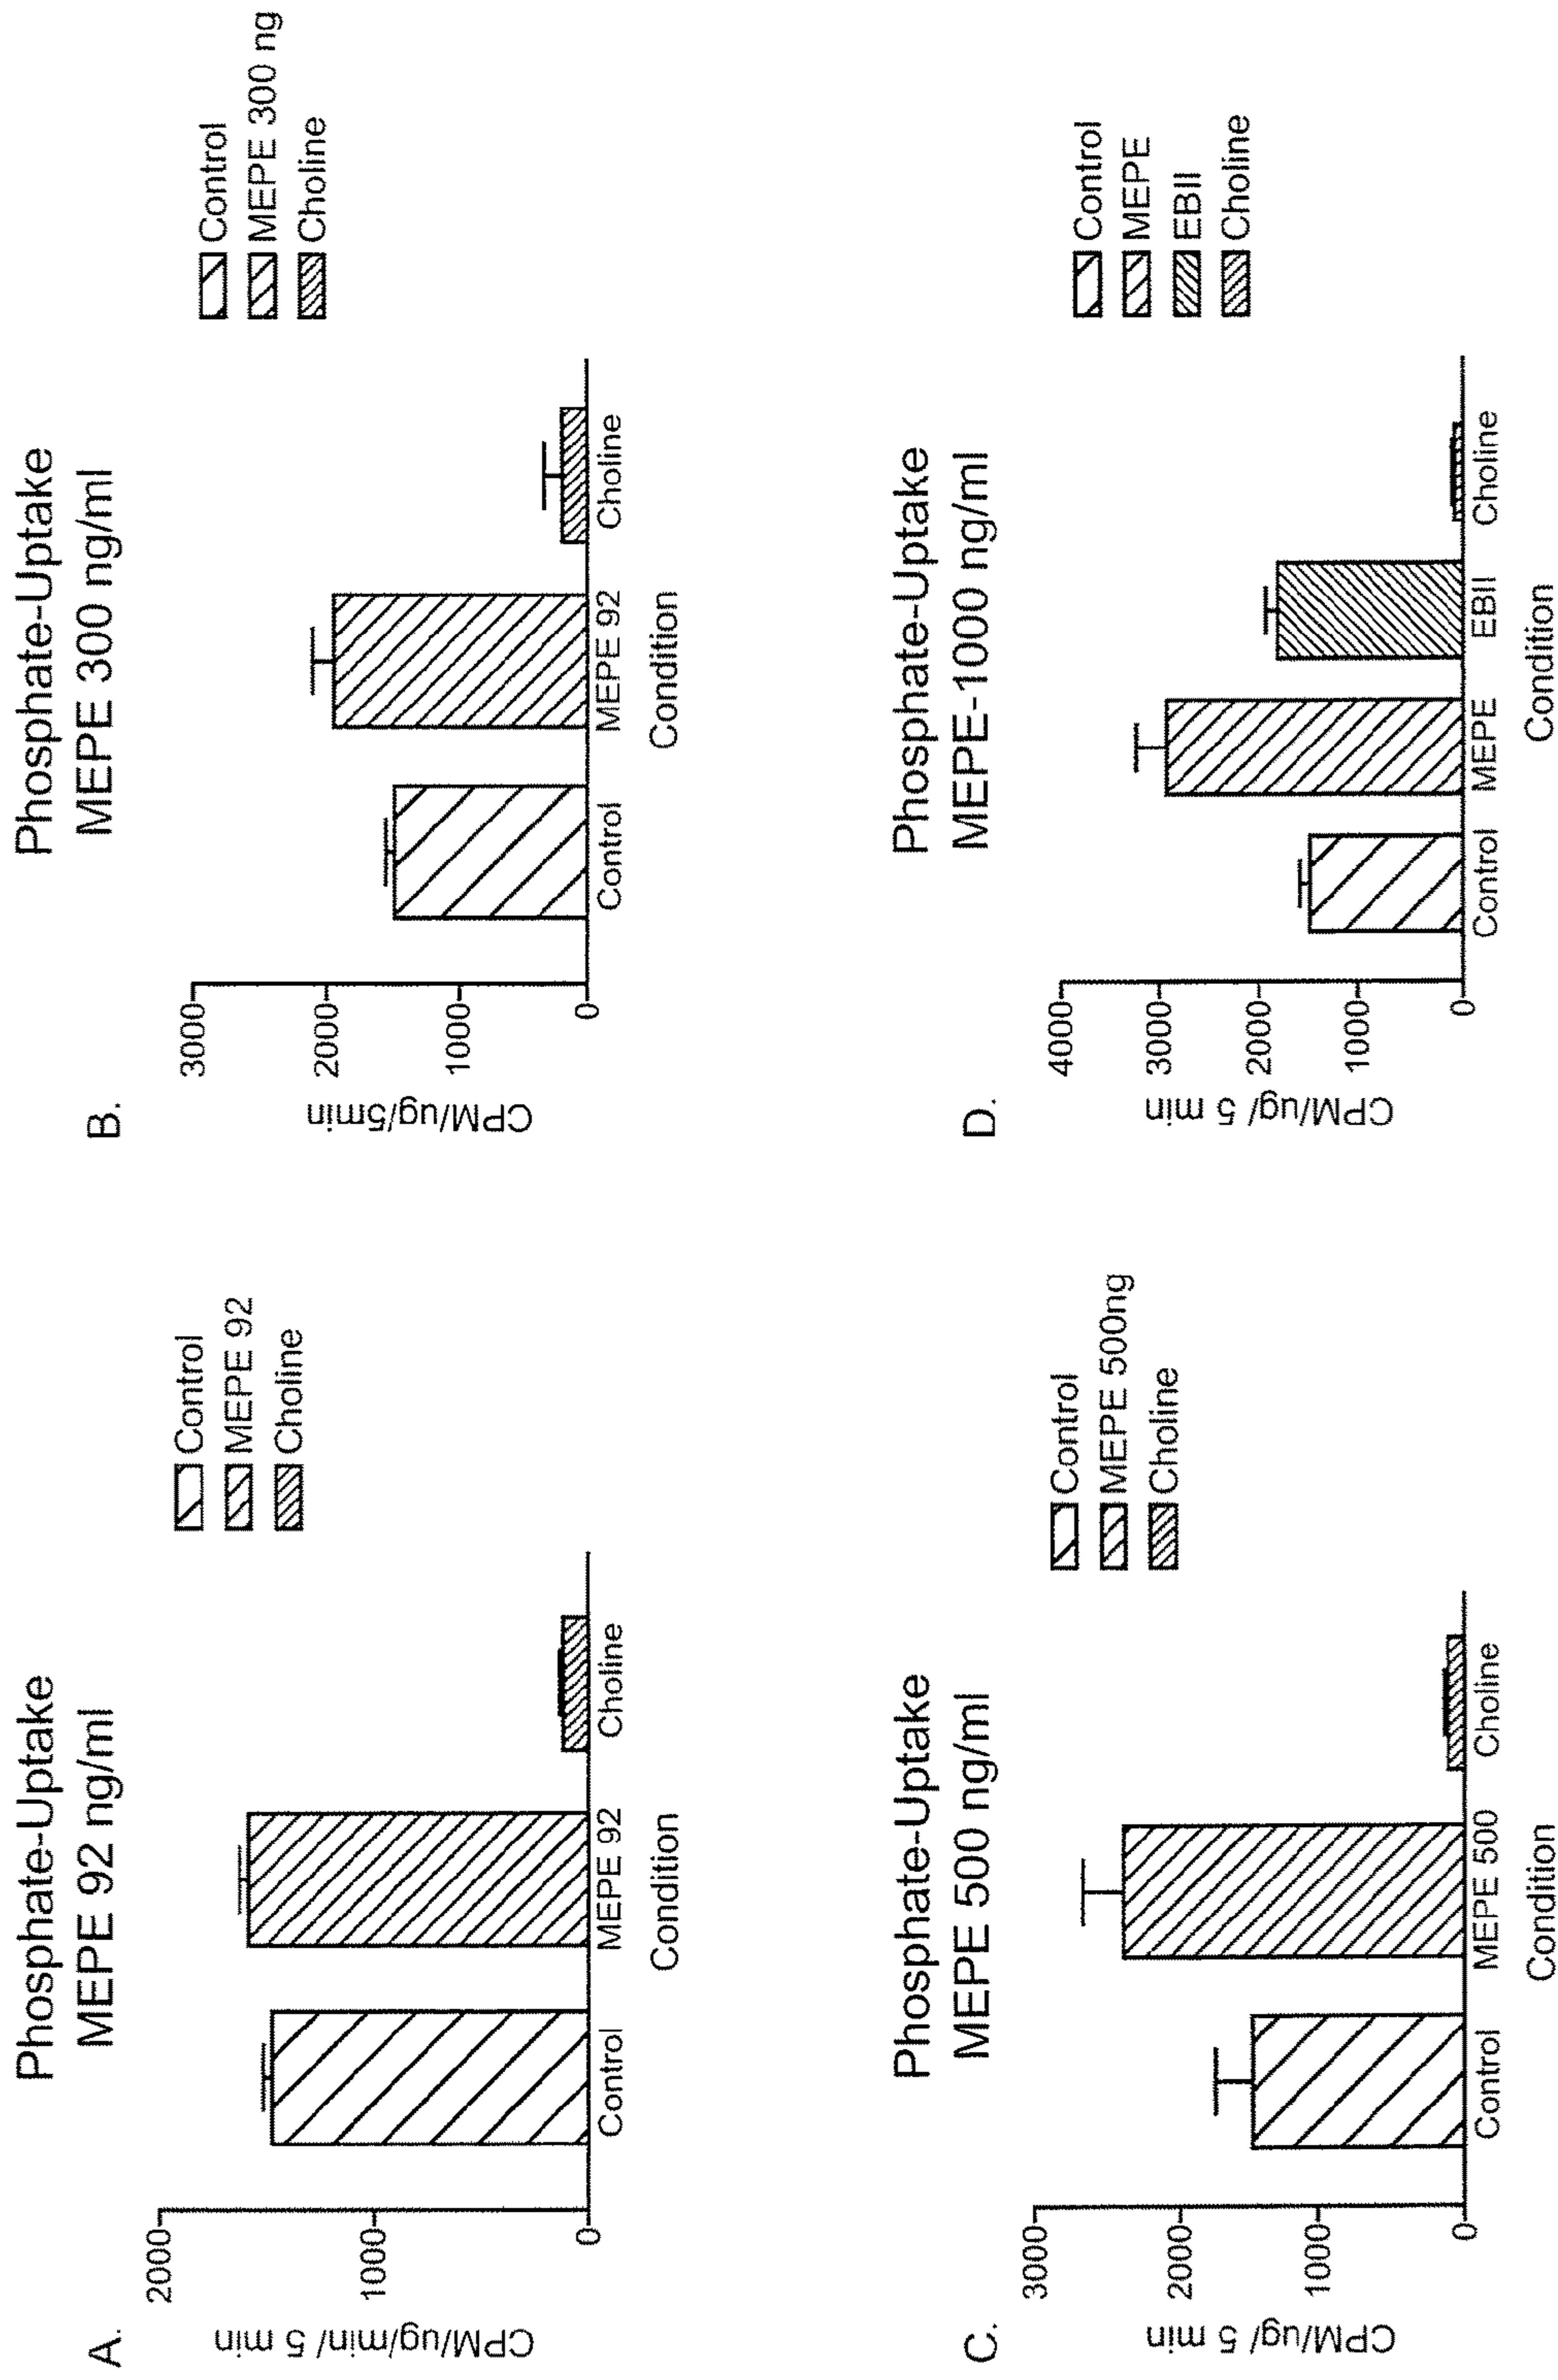 A.
Phosphate-Uptake
MEPE 92 ng/ml
CPM/ug/min/ 5 min
2000
1000
0
Control
MEPE 92
Choline
Condition
Control
MEPE 92
Choline
B.
Phosphate-Uptake
MEPE 300 ng/ml
CPM/ug/5min
3000
2000
1000
0
Control
MEPE 92
Choline
Condition
Control
MEPE 300 ng
Choline
C.
Phosphate-Uptake
MEPE 500 ng/ml
CPM/ug/ 5 min
3000
2000
1000
0
Control
MEPE 500
Choline
Condition
Control
MEPE 500ng
Choline
D.
Phosphate-Uptake
MEPE-1000 ng/ml
CPM/ug/ 5 min
4000
3000
2000
1000
0
Control
MEPE
EBII
Choline
Condition
Control
MEPE
EBII
Choline